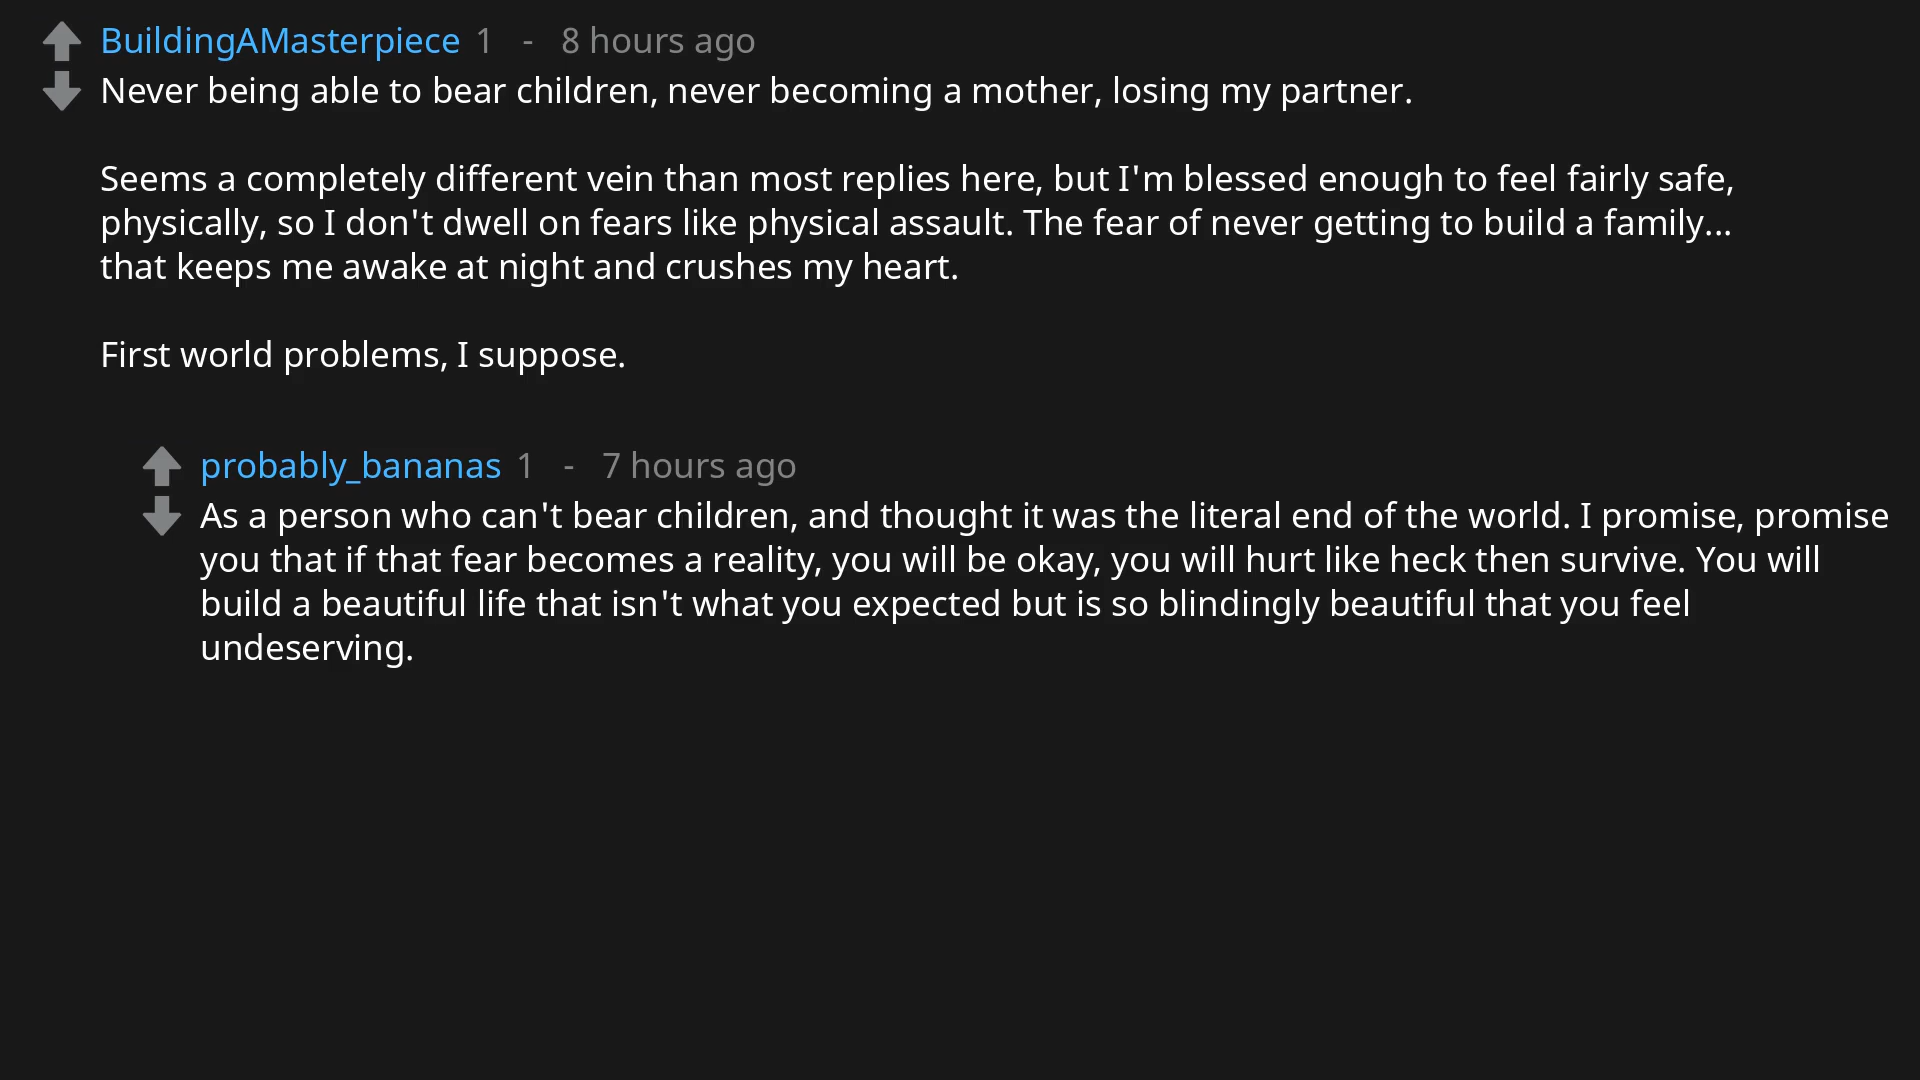 BuildingAMasterpiece 1 - 8 hours ago
Never being able to bear children, never becoming a mother, losing my partner.
Seems a completely different vein than most replies here, but I'm blessed enough to feel fairly safe,
physically, so I don't dwell on fears like physical assault. The fear of never getting to build a family...
that keeps me awake at night and crushes my heart.
First world problems, I suppose.
probably_bananas 1 - 7 hours ago
As a person who can't bear children, and thought it was the literal end of the world. I promise, promise
you that if that fear becomes a reality, you will be okay, you will hurt like heck then survive. You will
build a beautiful life that isn't what you expected but is so blindingly beautiful that you feel
undeserving.